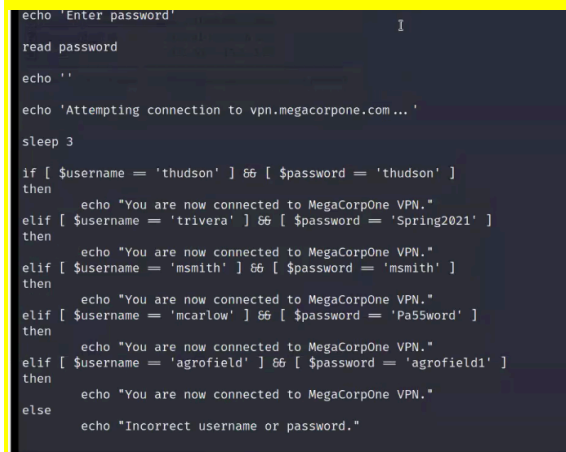 echo 'Enter password'
read password
echo ''
echo 'Attempting connection to vpn.megacorpone.com...'
sleep 3
if [ $username == 'thudson' ] && [ $password == 'thudson' ]
then
echo "You are now connected to MegaCorpOne VPN."
elif [ $username == 'trivera' ] && [ $password == 'Spring2021' ]
then
echo "You are now connected to MegaCorpOne VPN."
elif [ $username == 'msmith' ] && [ $password == 'msmith' ]
then
echo "You are now connected to MegaCorpOne VPN."
elif [ $username == 'mcarlow' ] && [ $password == 'Pa55word' ]
then
echo "You are now connected to MegaCorpOne VPN."
elif [ $username == 'agrofield' ] && [ $password == 'agrofield1' ]
then
echo "You are now connected to MegaCorpOne VPN."
else
echo "Incorrect username or password."